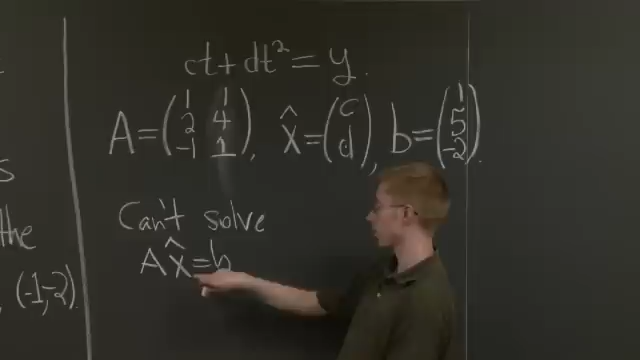 s
the
(-1,-2)
ct + dt² = y.
A = (1 1
2 4
-1 1), x̂ = (c
d), b = (1
5
-2).
Can't solve
Ax̂ = b